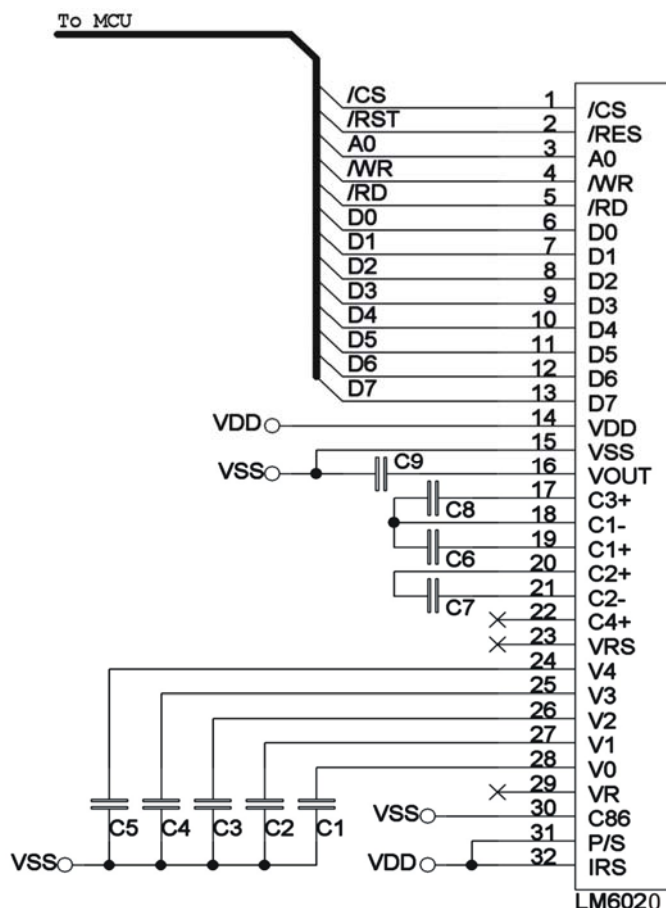 To MCU
/CS 1 /CS
/RST 2 /RES
A0 3 A0
/WR 4 /WR
/RD 5 /RD
D0 6 D0
D1 7 D1
D2 8 D2
D3 9 D3
D4 10 D4
D5 11 D5
D6 12 D6
D7 13 D7
VDD 14 VDD
15 VSS
VSS C9 16 VOUT
17 C3+
C8 18 C1-
19 C1+
C6 20 C2+
21 C2-
C7 22 C4+
23 VRS
24 V4
25 V3
26 V2
27 V1
28 V0
29 VR
C5 C4 C3 C2 C1 VSS 30 C86
31 P/S
VSS VDD 32 IRS
LM6020